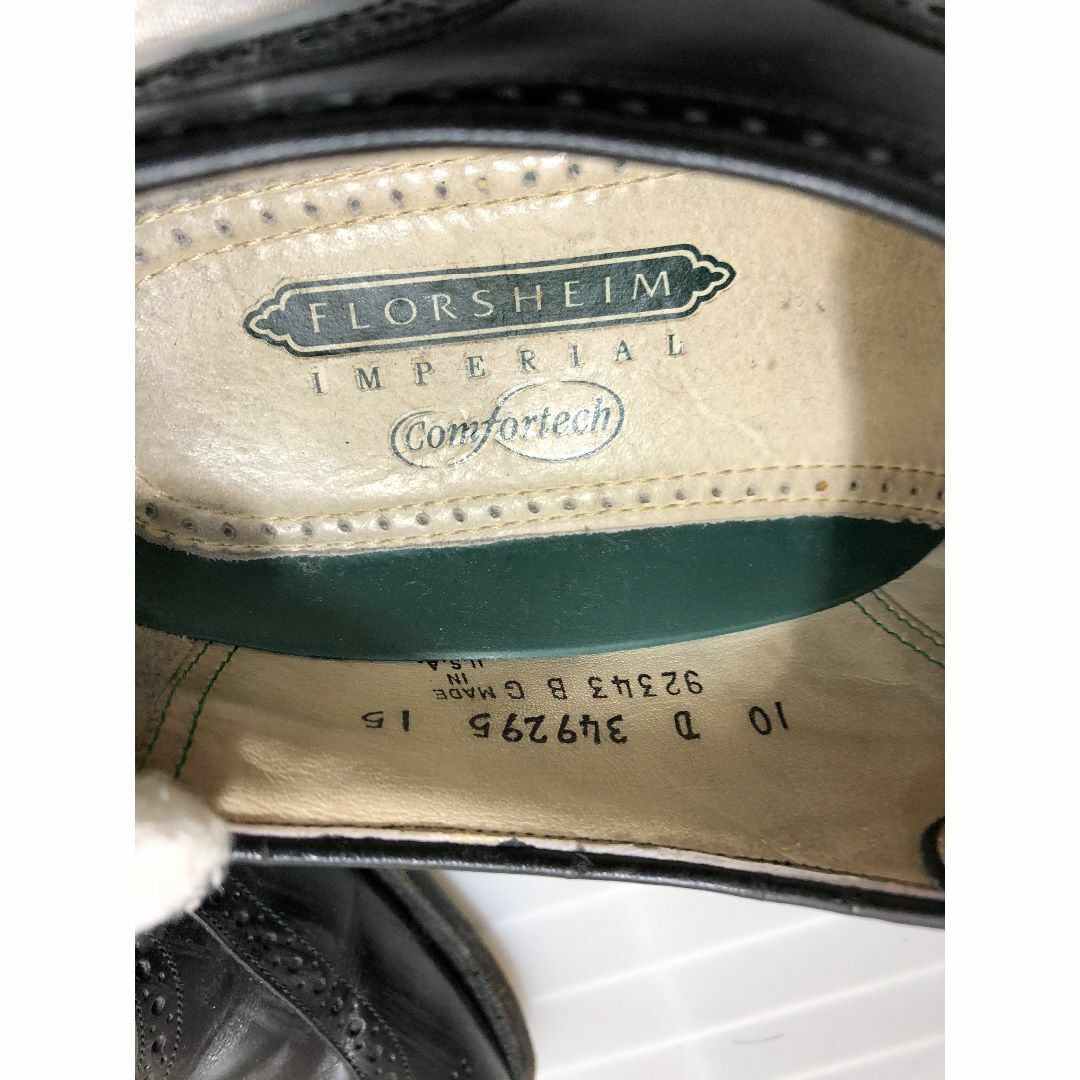 FLORSHEIM
IMPERIAL
Comfortech
10 D 349295 15
92343 B G MADE IN U.S.A.